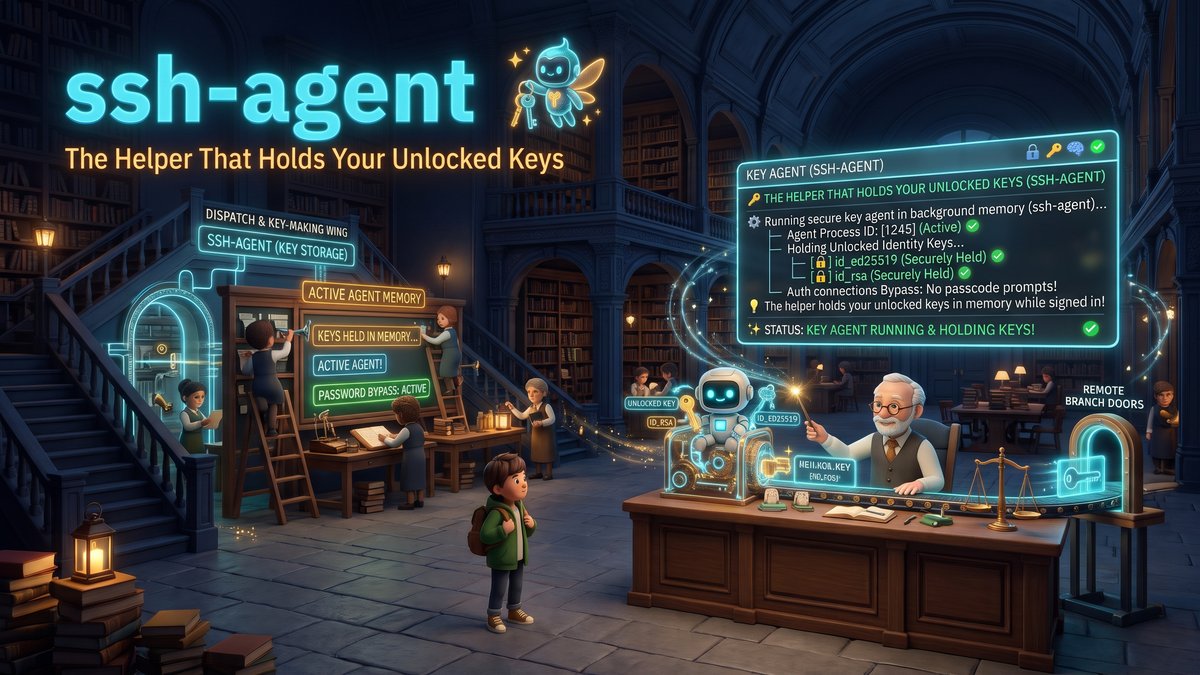 ssh-agent
The Helper That Holds Your Unlocked Keys
DISPATCH & KEY-MAKING WING
SSH-AGENT (KEY STORAGE)
ACTIVE AGENT MEMORY
KEYS HELD IN MEMORY...
ACTIVE AGENT!
PASSWORD BYPASS: ACTIVE
KEY AGENT (SSH-AGENT)
THE HELPER THAT HOLDS YOUR UNLOCKED KEYS (SSH-AGENT)
Running secure key agent in background memory (ssh-agent)...
Agent Process ID: [1245] (Active)
Holding Unlocked Identity Keys...
[🔒] id_ed25519 (Securely Held)
[🔒] id_rsa (Securely Held)
Auth connections Bypass: No passcode prompts!
The helper holds your unlocked keys in memory while signed in!
STATUS: KEY AGENT RUNNING & HOLDING KEYS!
UNLOCKED KEY
ID_RSA
ID_ED25519
REMOTE
BRANCH DOORS